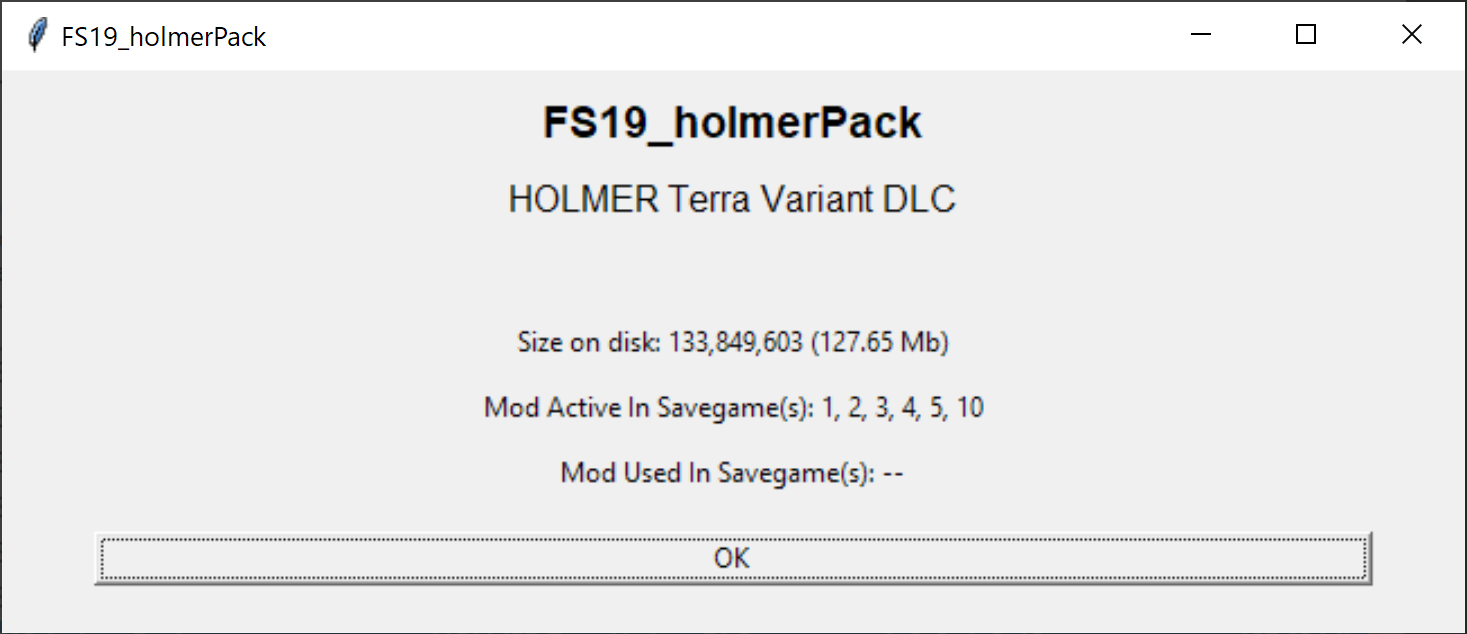 FS19_holmerPack
FS19_holmerPack
HOLMER Terra Variant DLC
Size on disk: 133,849,603 (127.65 Mb)
Mod Active In Savegame(s): 1, 2, 3, 4, 5, 10
Mod Used In Savegame(s): --
OK